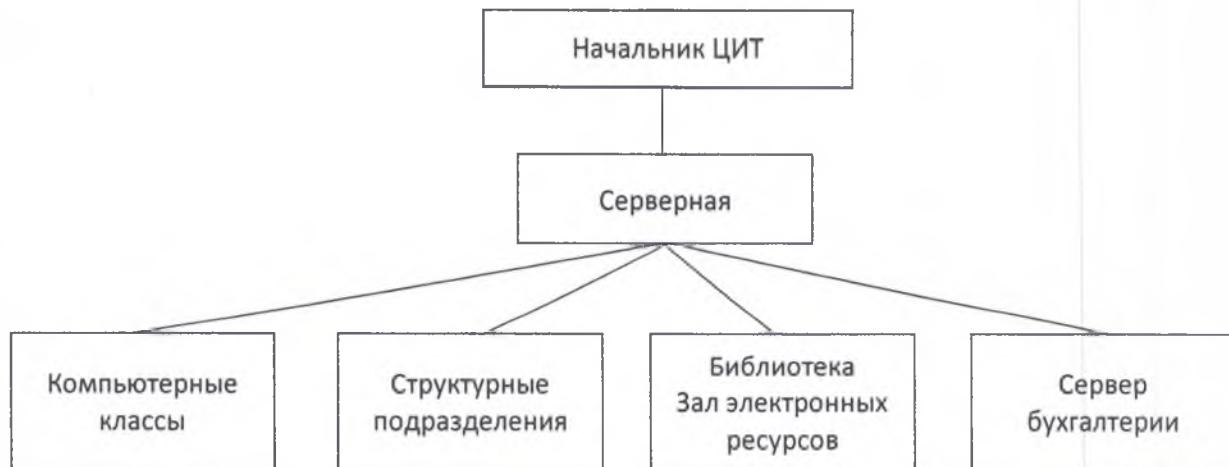 Начальник ЦИТ
Серверная
Компьютерные
классы
Структурные
подразделения
Библиотека
Зал электронных
ресурсов
Сервер
бухгалтерии